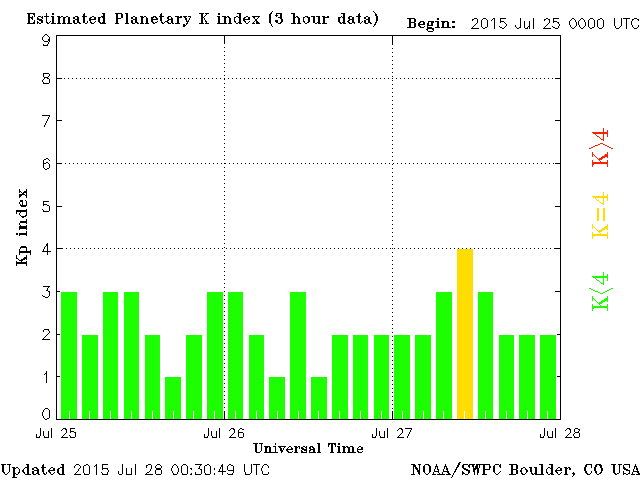 Estimated Planetary K index (3 hour data)
Begin: 2015 Jul 25 0000 UTC
9
8
7
6
5
4
3
2
1
0
Kp index
K>4
K=4
K<4
Jul 25
Jul 26
Jul 27
Jul 28
Universal Time
Updated 2015 Jul 28 00:30:49 UTC
NOAA/SWPC Boulder, CO USA